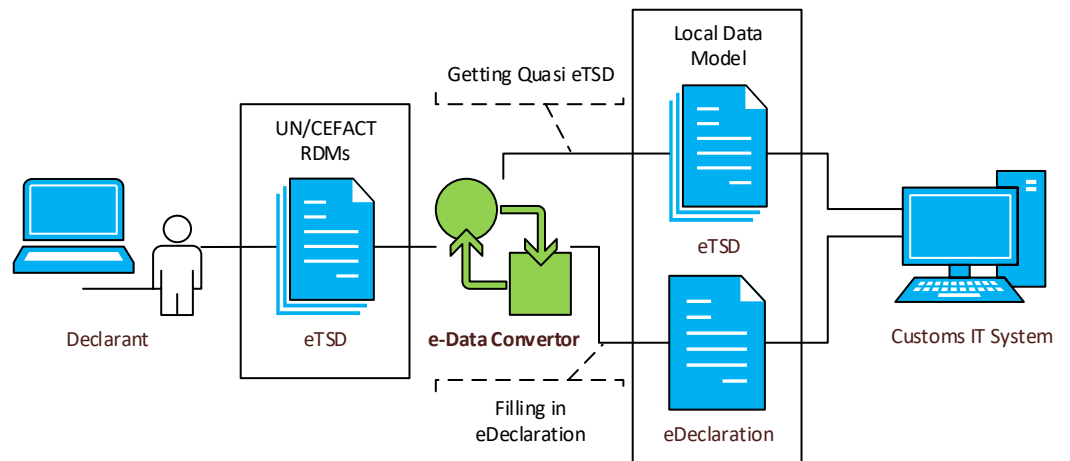 Local Data
Model
Getting Quasi eTSD
UN/CEFACT
RDMs
eTSD
Declarant
eTSD
e-Data Convertor
Customs IT System
Filling in
eDeclaration
eDeclaration